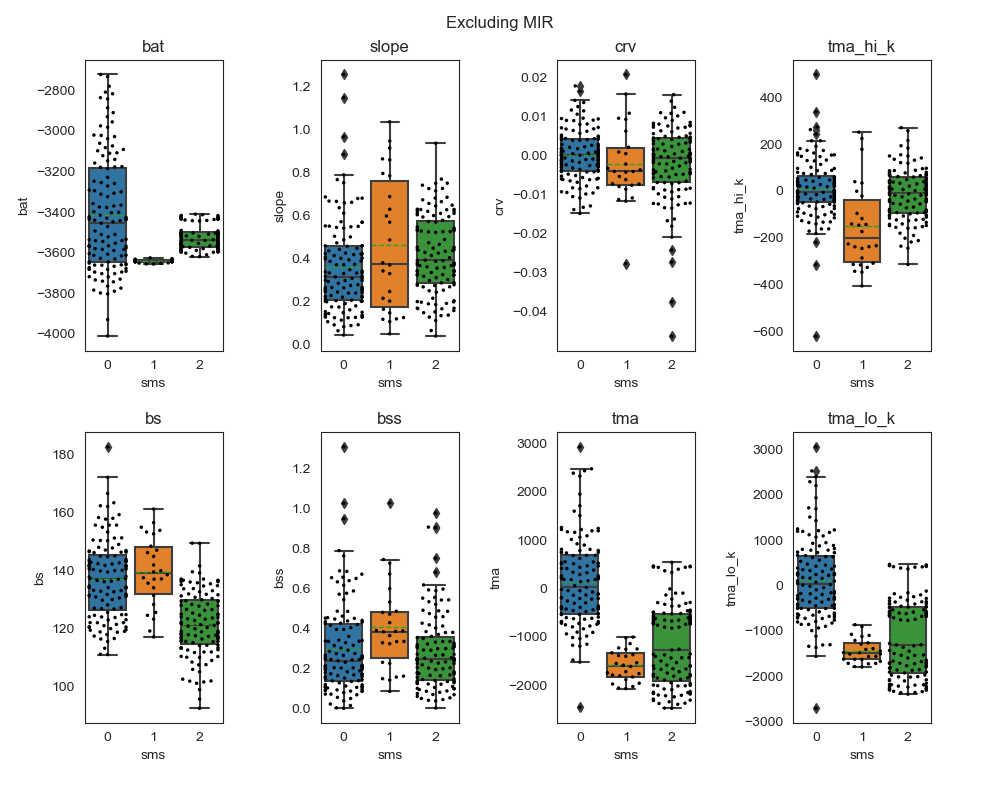 Excluding MIR
bat slope crv tma_hi_k
−2800
−3000
−3200
−3400
−3600
−3800
−4000
bat
0 1 2
sms
1.2
1.0
0.8
0.6
0.4
0.2
0.0
slope
0 1 2
sms
0.02
0.01
0.00
−0.01
−0.02
−0.03
−0.04
crv
0 1 2
sms
400
200
0
−200
−400
−600
tma_hi_k
0 1 2
sms
bs bss tma tma_lo_k
180
160
140
120
100
bs
0 1 2
sms
1.2
1.0
0.8
0.6
0.4
0.2
0.0
bss
0 1 2
sms
3000
2000
1000
0
−1000
−2000
tma
0 1 2
sms
3000
2000
1000
0
−1000
−2000
−3000
tma_lo_k
0 1 2
sms